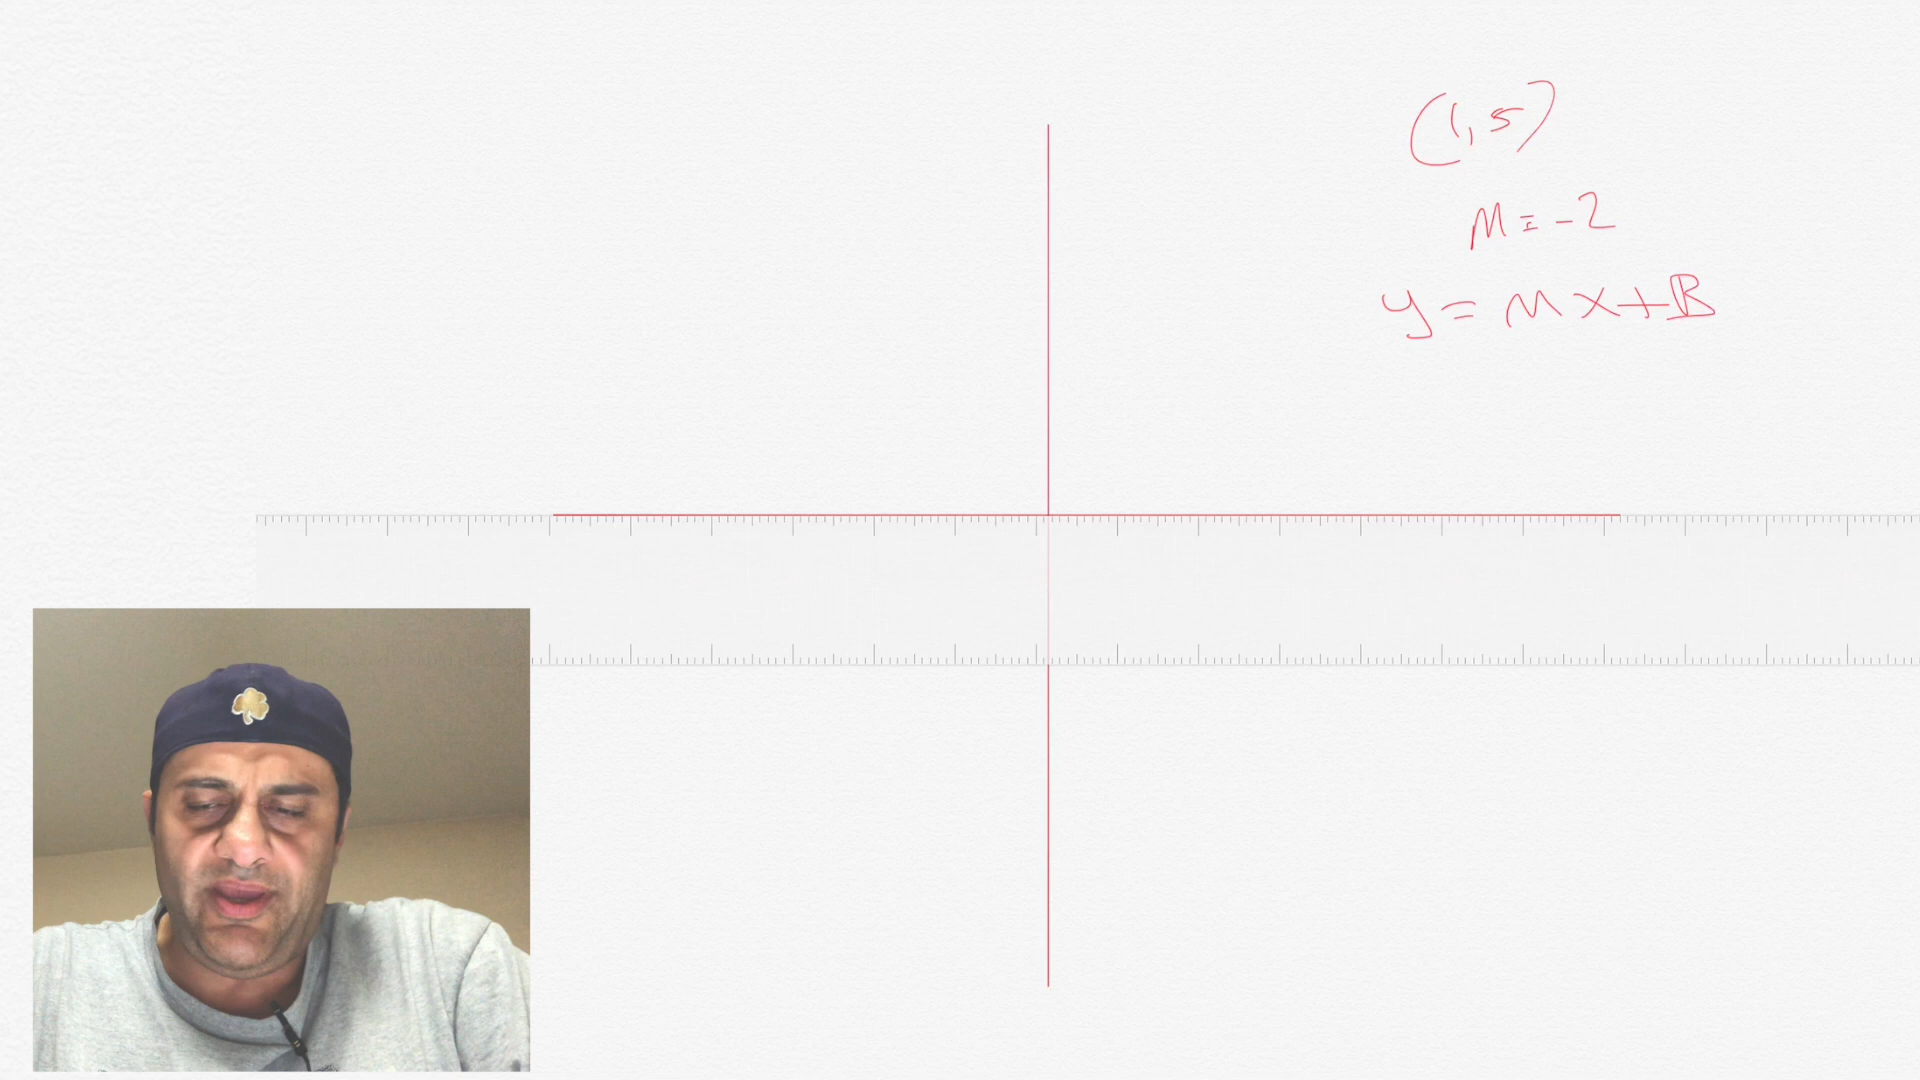 (1,5)
M = -2
y = Mx+B